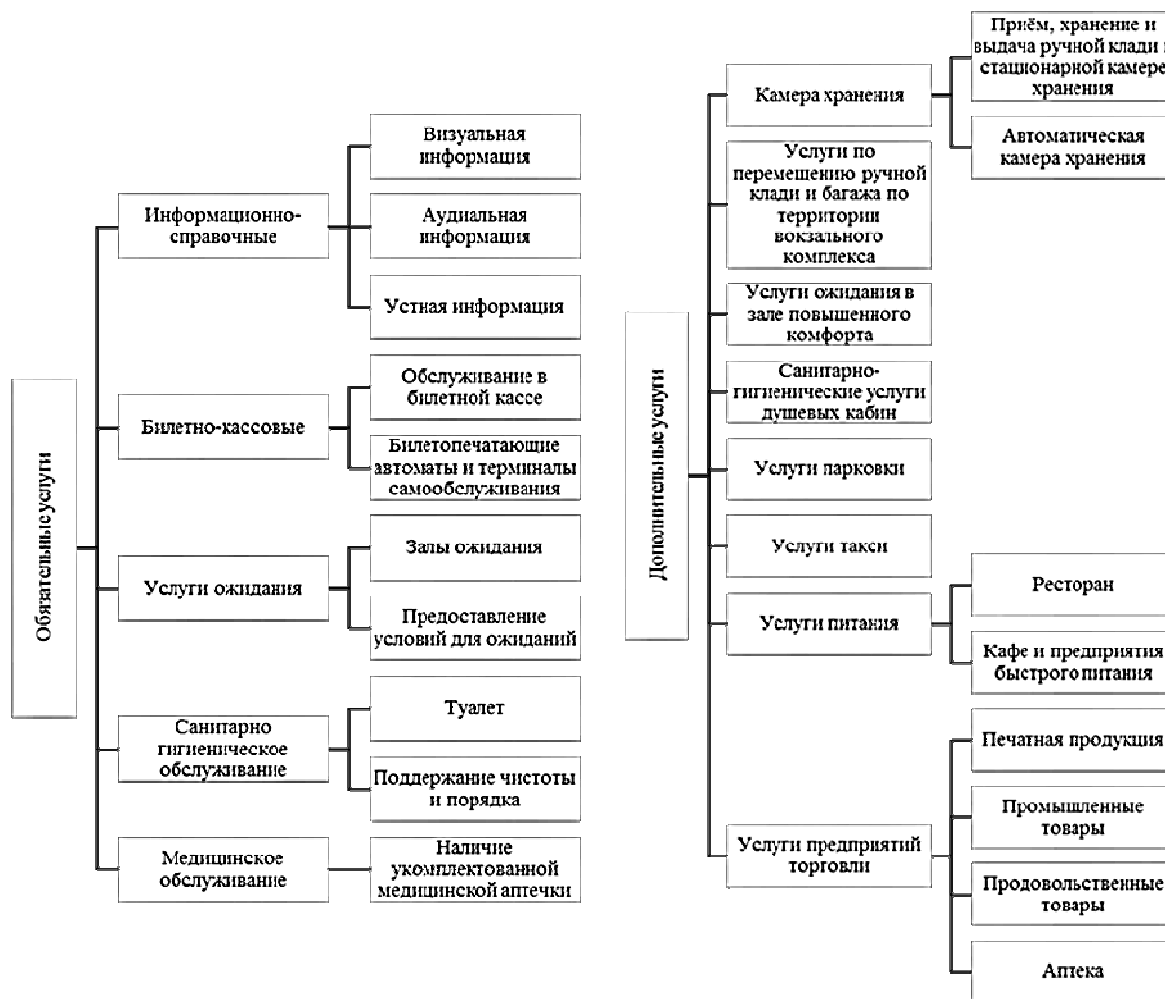 Обязательные услуги
Информационно-
справочные
Визуальная
информация
Аудиальная
информация
Устная информация
Билетно-кассовые
Обслуживание в
билетной кассе
Билетопечатающие
автоматы и терминалы
самообслуживания
Услуги ожидания
Залы ожидания
Предоставление
условий для ожиданий
Санитарно
гигиеническое
обслуживание
Туалет
Поддержание чистоты
и порядка
Медицинское
обслуживание
Наличие
укомплектованной
медицинской аптечки
Дополнительные услуги
Камера хранения
Приём, хранение и
выдача ручной клади
стационарной камере
хранения
Автоматическая
камера хранения
Услуги по
перемещению ручной
клади и багажа по
территории
вокзального
комплекса
Услуги ожидания в
зале повышенного
комфорта
Санитарно-
гигиенические услуги
душевых кабин
Услуги парковки
Услуги такси
Услуги питания
Ресторан
Кафе и предприятия
быстрого питания
Услуги предприятий
торговли
Печатная продукция
Промышленные
товары
Продовольственные
товары
Аптека